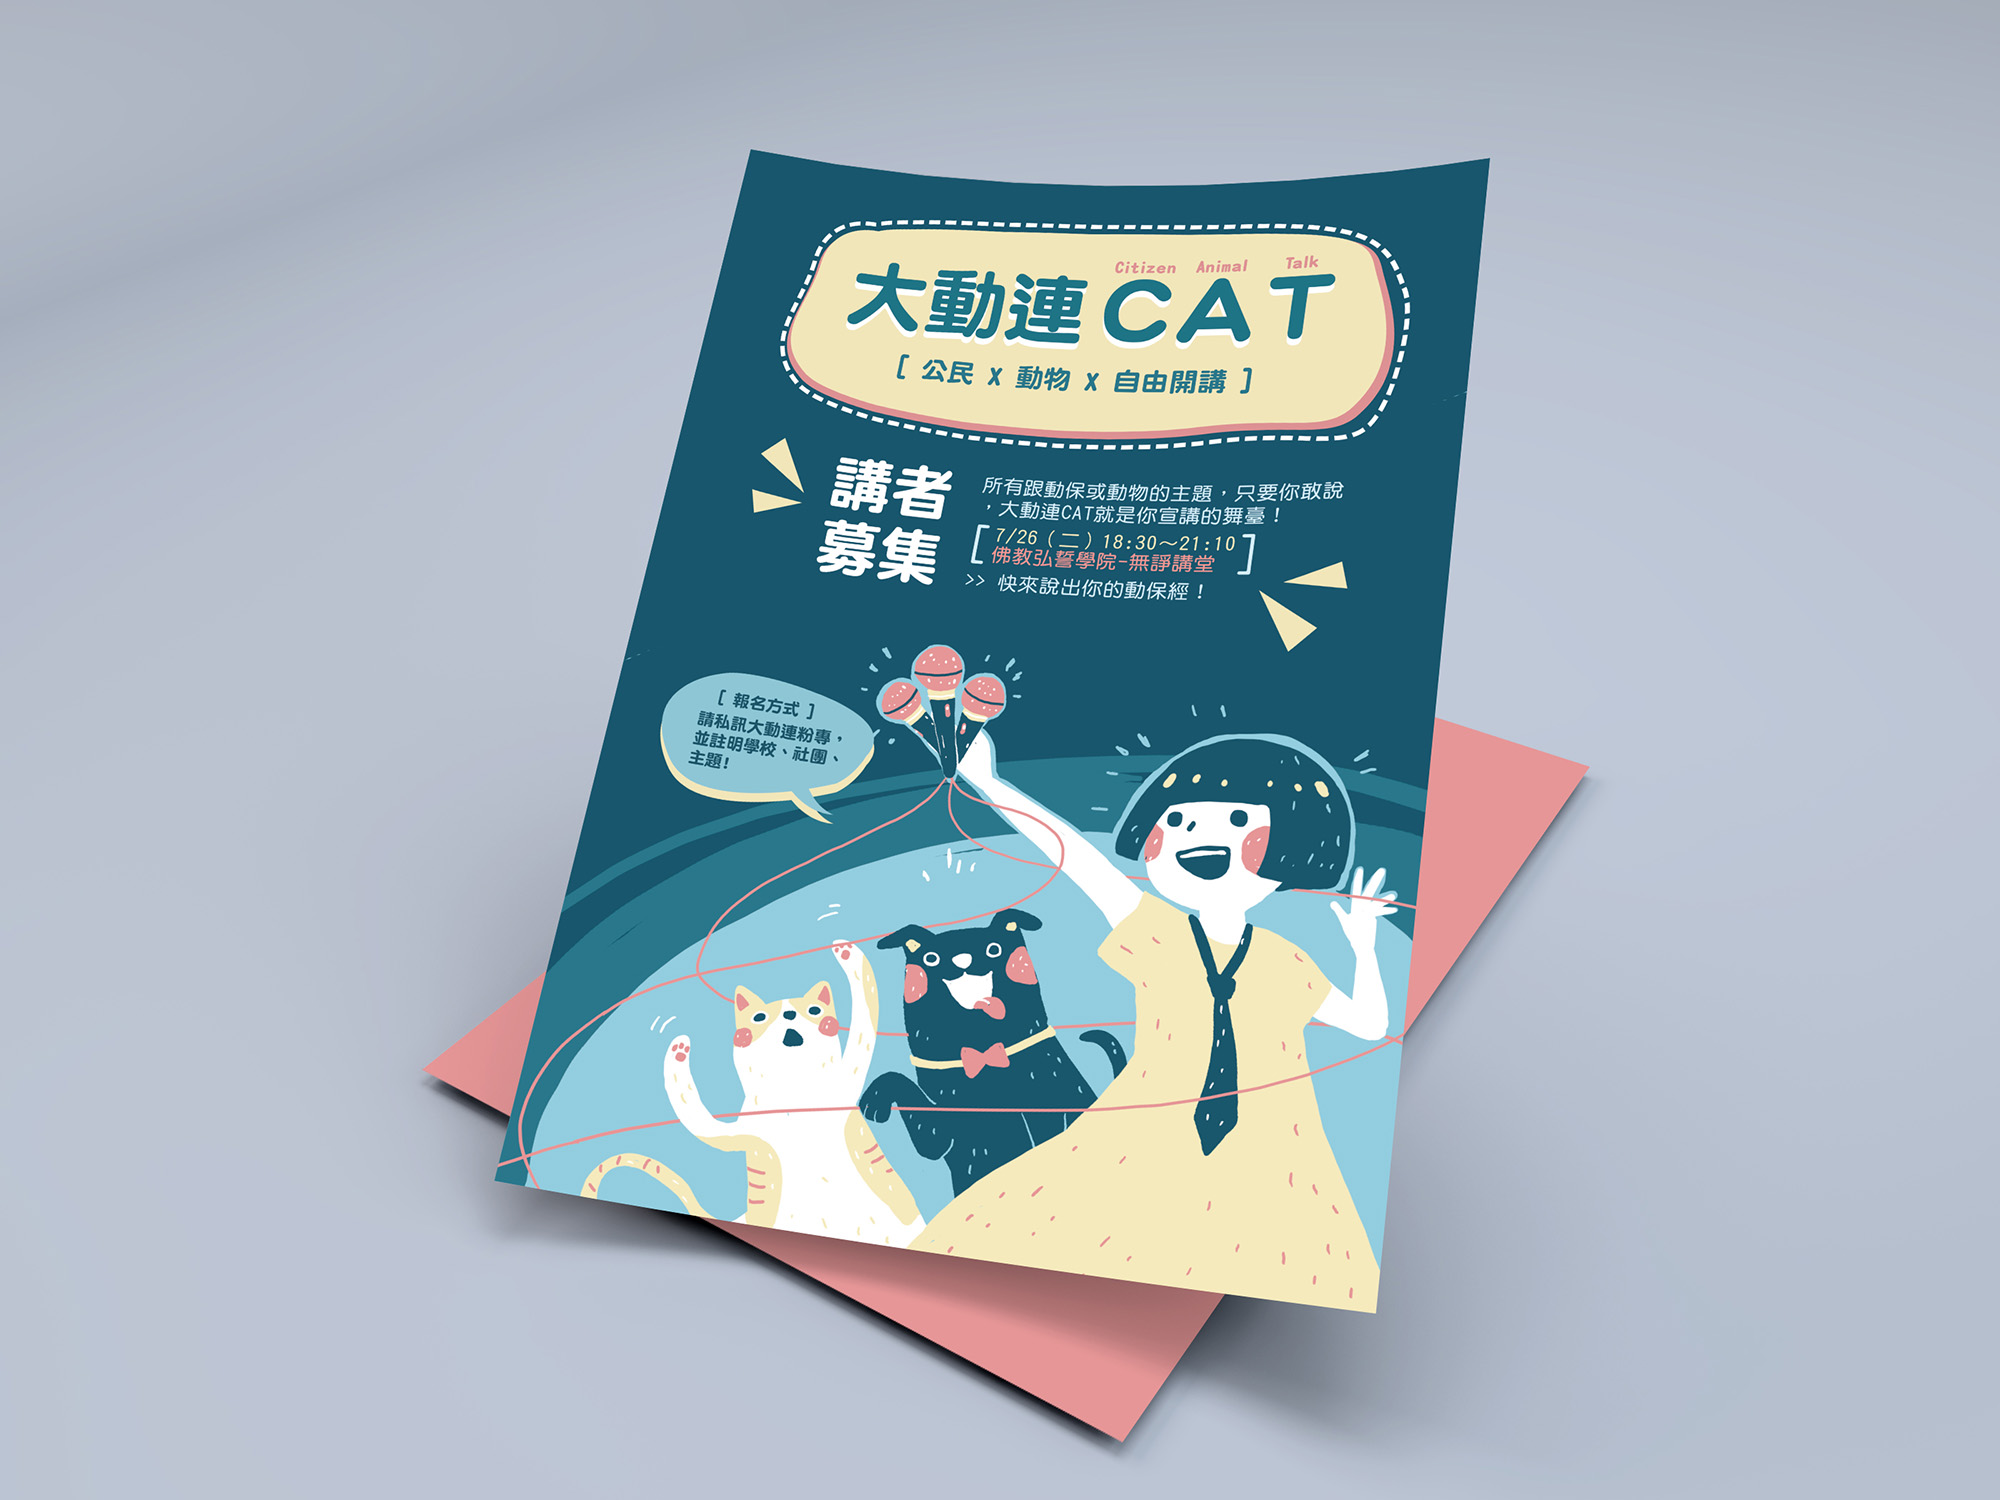 Citizen Animal Talk
大動連CAT
[ 公民 x 動物 x 自由開講 ]
講者
募集
所有跟動保或動物的主題，只要你敢說
，大動連CAT就是你宣講的舞臺！
7/26（二）18:30～21:10
佛教弘誓學院-無諍講堂
>> 快來說出你的動保經！
[ 報名方式 ]
請私訊大動連粉專，
並註明學校、社團、
主題!